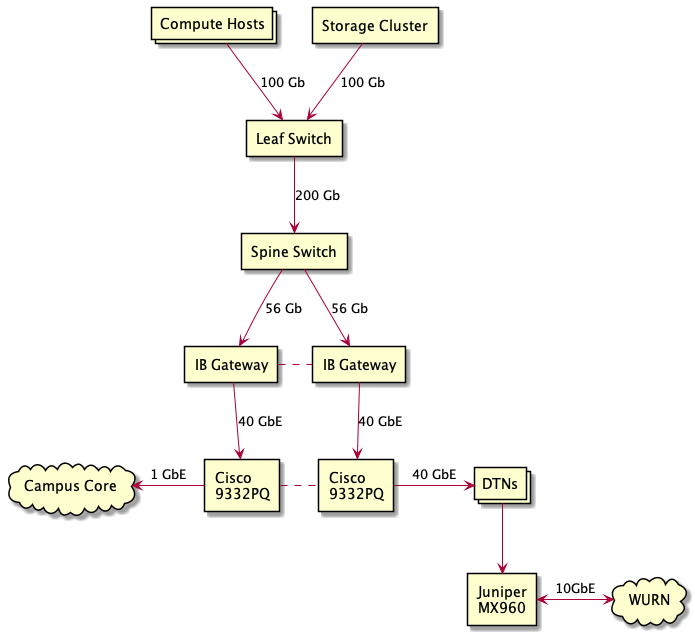 Compute Hosts
Storage Cluster
100 Gb
100 Gb
Leaf Switch
200 Gb
Spine Switch
56 Gb
56 Gb
IB Gateway
IB Gateway
40 GbE
40 GbE
Campus Core
1 GbE
Cisco
9332PQ
Cisco
9332PQ
40 GbE
DTNs
Juniper
MX960
10GbE
WURN